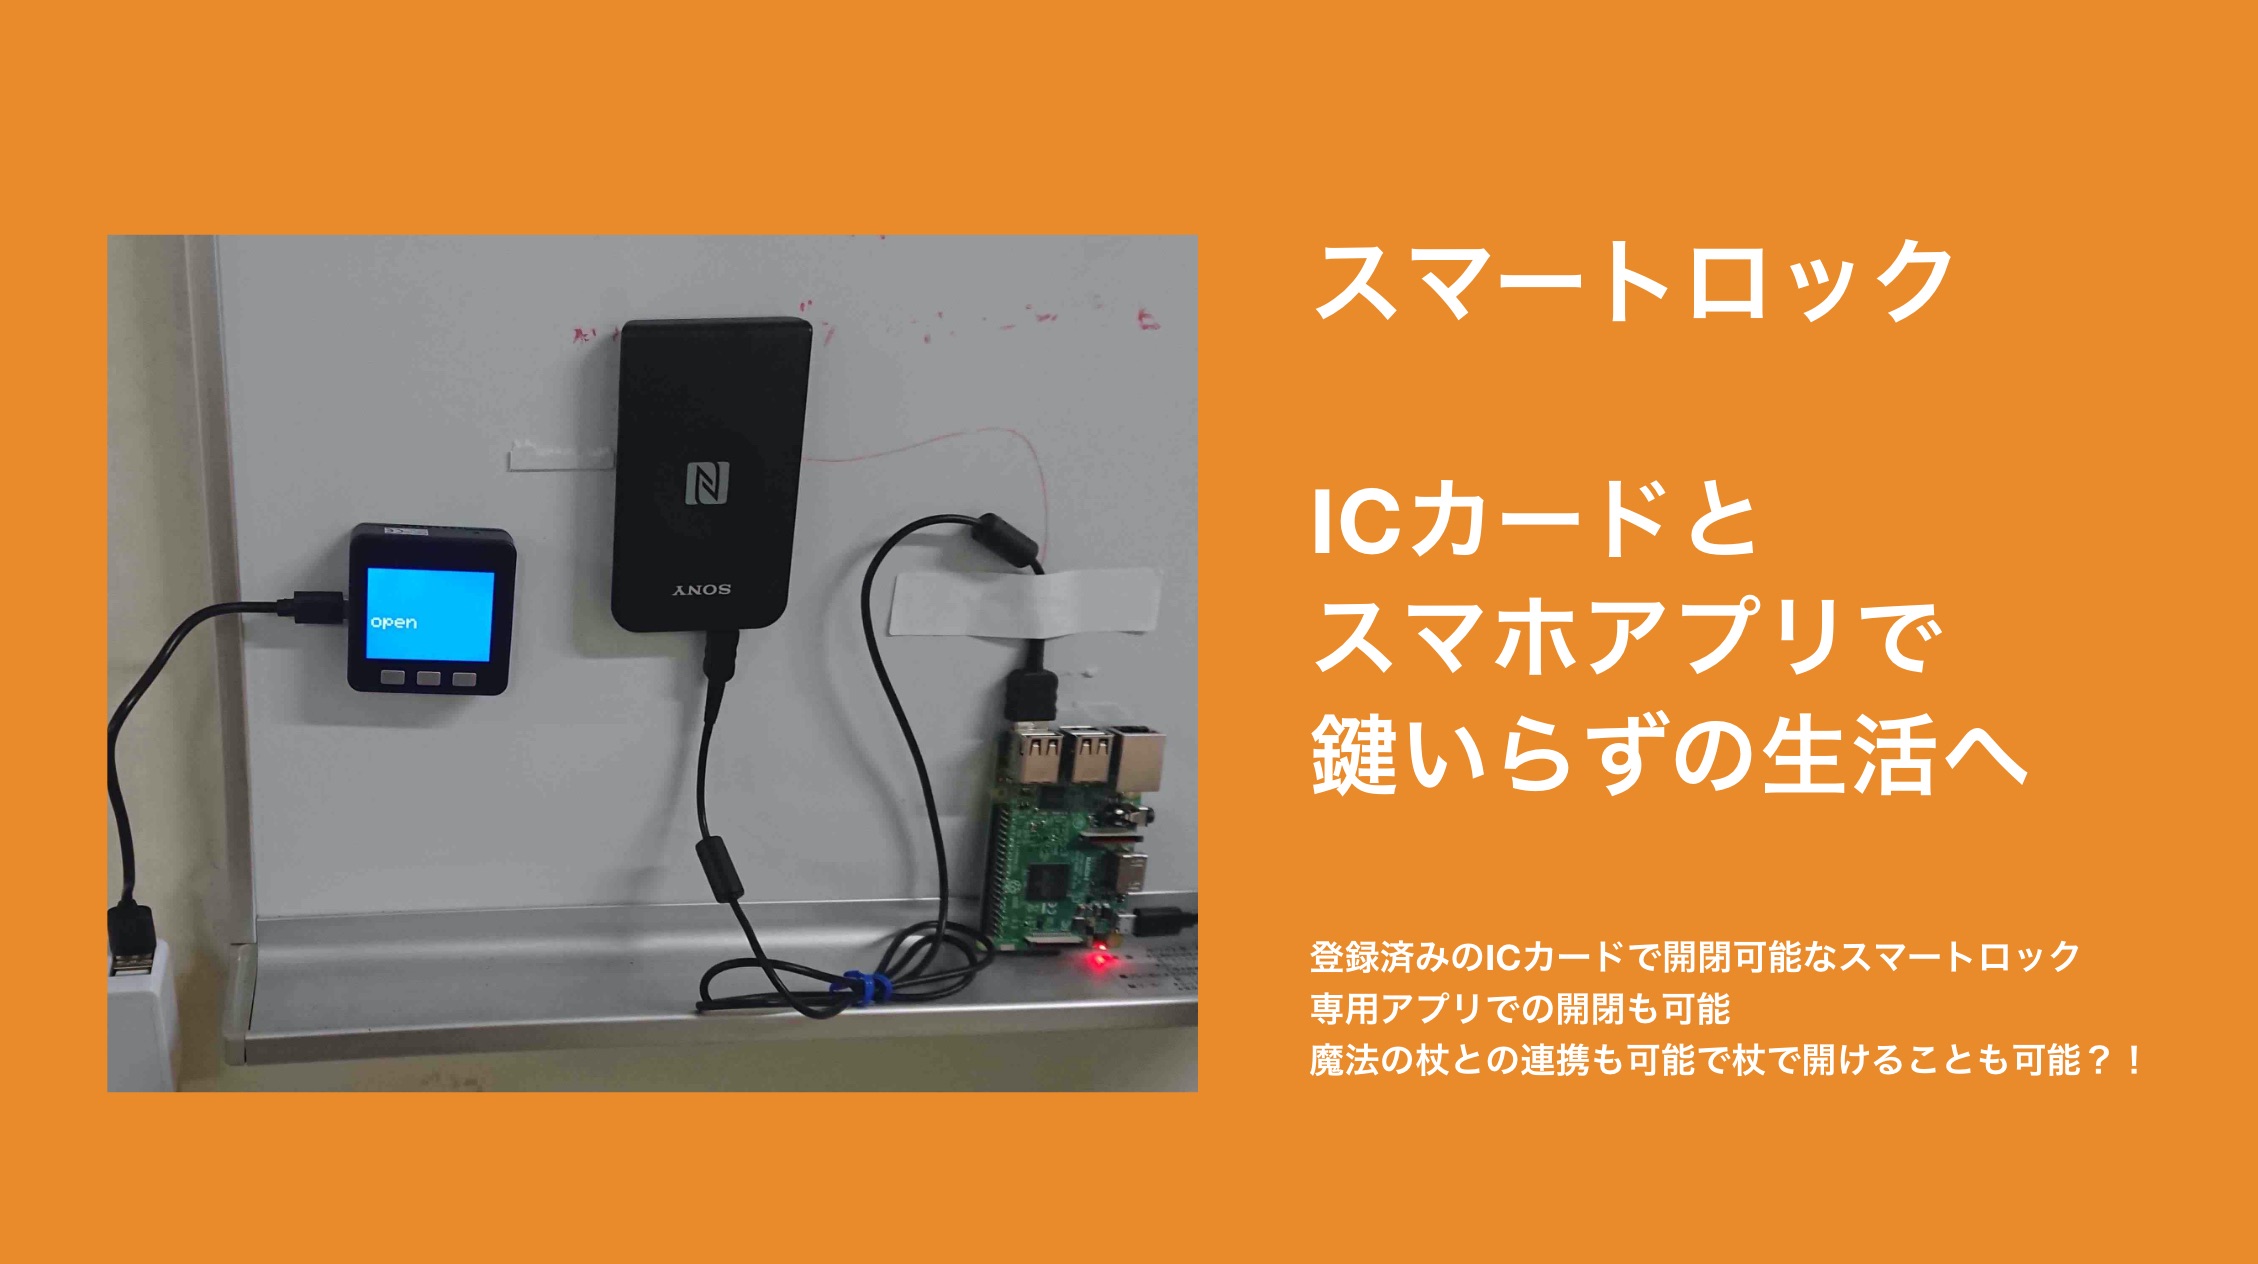 スマートロック
ICカードと
スマホアプリで
鍵いらずの生活へ
登録済みのICカードで開閉可能なスマートロック
専用アプリでの開閉も可能
魔法の杖との連携も可能で杖で開けることも可能？！
open
SONY